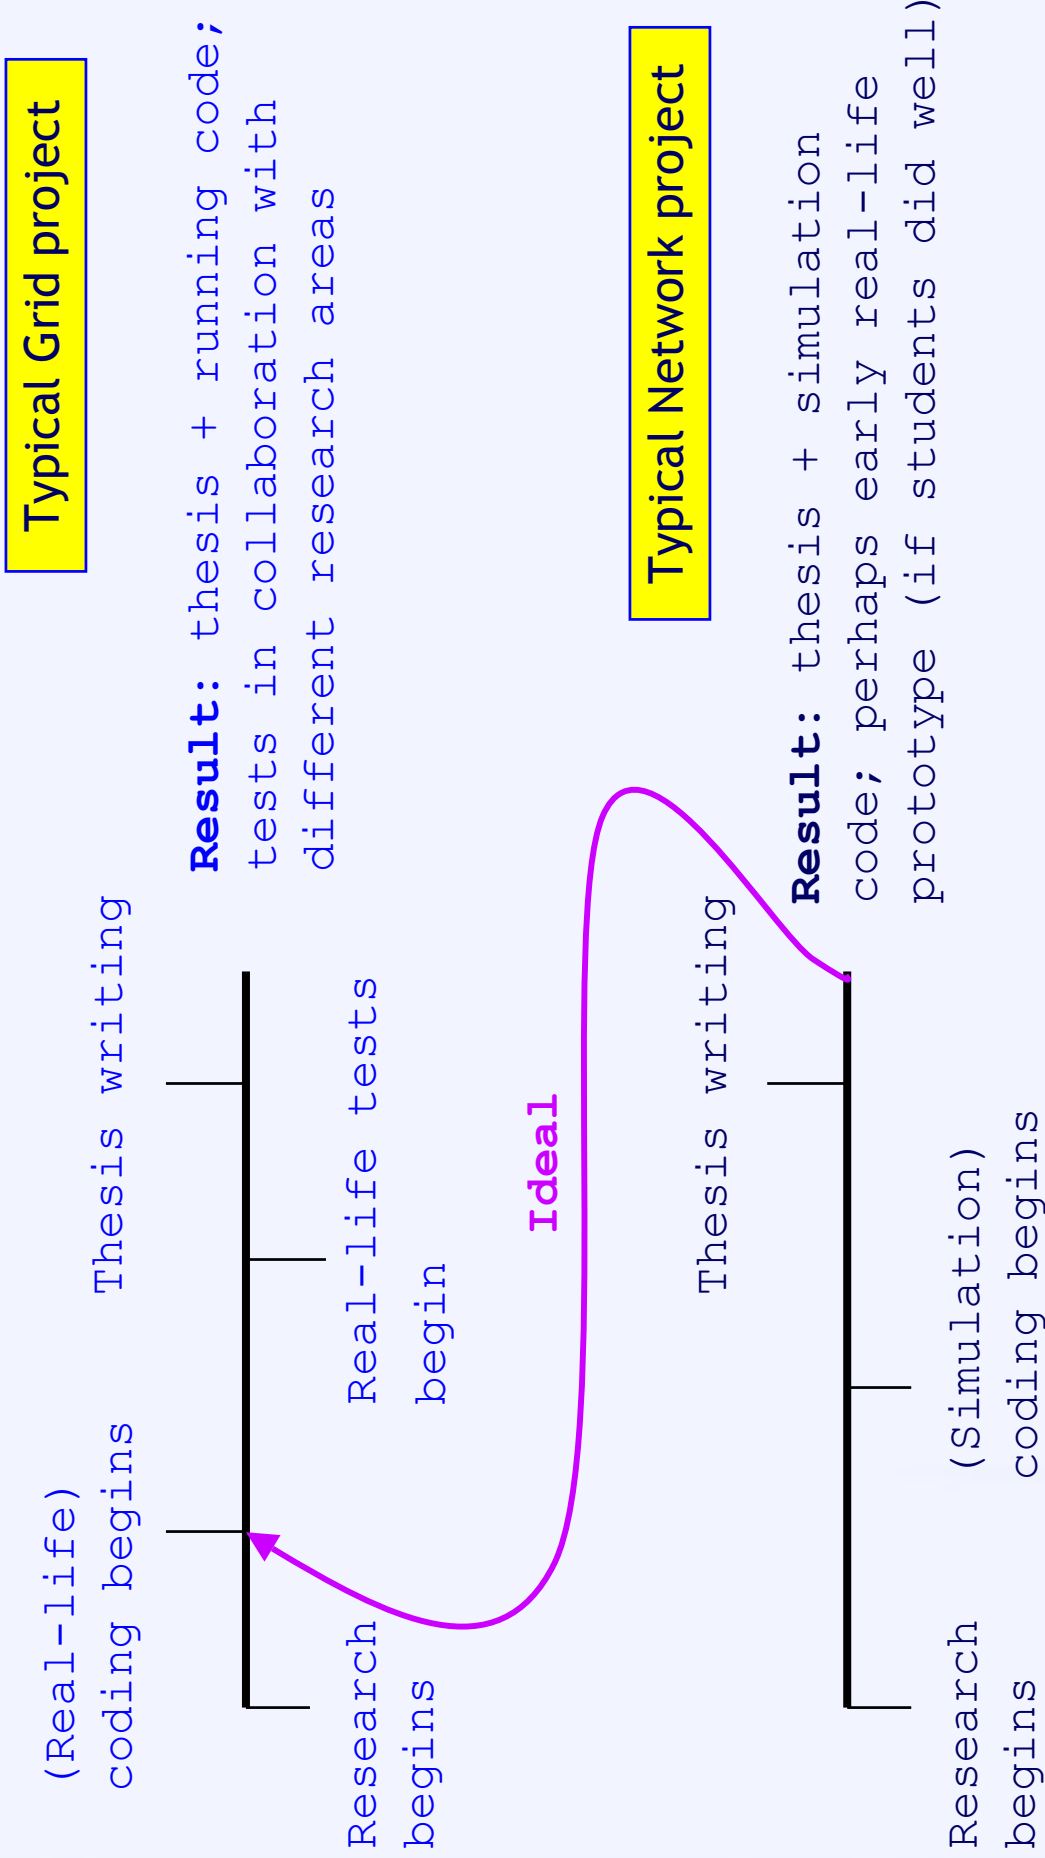 Typical Grid project
(Real-life)
coding begins
Thesis writing
Result: thesis + running code;
tests in collaboration with
different research areas
Research
begins
Real-life tests
begin
Ideal
Typical Network project
Thesis writing
Result: thesis + simulation
code; perhaps early real-life
prototype (if students did well)
Research
begins
(Simulation)
coding begins